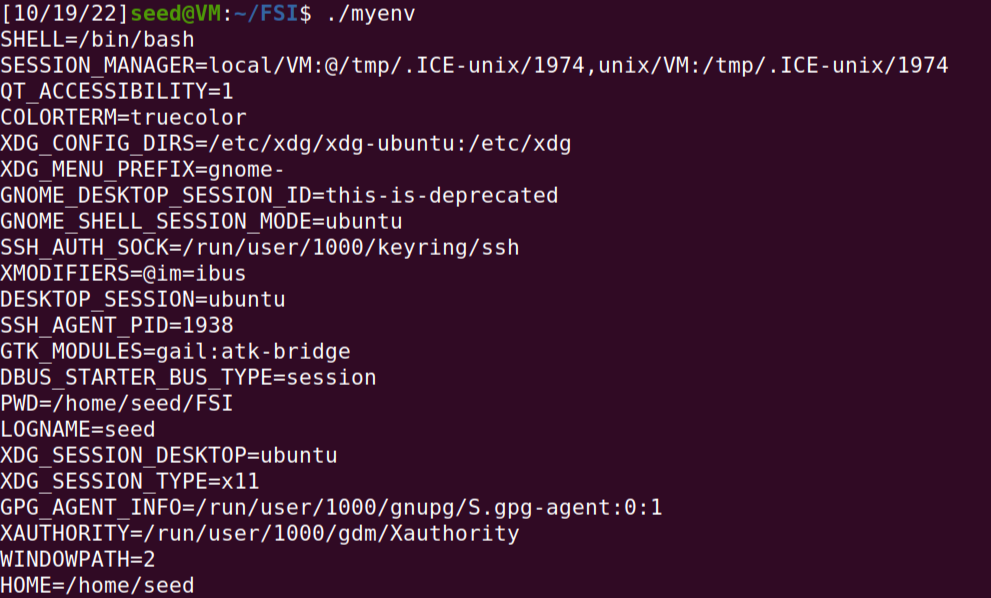 [10/19/22]seed@VM:~/FSI$ ./myenv
SHELL=/bin/bash
SESSION_MANAGER=local/VM:@/tmp/.ICE-unix/1974,unix/VM:/tmp/.ICE-unix/1974
QT_ACCESSIBILITY=1
COLORTERM=truecolor
XDG_CONFIG_DIRS=/etc/xdg/xdg-ubuntu:/etc/xdg
XDG_MENU_PREFIX=gnome-
GNOME_DESKTOP_SESSION_ID=this-is-deprecated
GNOME_SHELL_SESSION_MODE=ubuntu
SSH_AUTH_SOCK=/run/user/1000/keyring/ssh
XMODIFIERS=@im=ibus
DESKTOP_SESSION=ubuntu
SSH_AGENT_PID=1938
GTK_MODULES=gail:atk-bridge
DBUS_STARTER_BUS_TYPE=session
PWD=/home/seed/FSI
LOGNAME=seed
XDG_SESSION_DESKTOP=ubuntu
XDG_SESSION_TYPE=x11
GPG_AGENT_INFO=/run/user/1000/gnupg/S.gpg-agent:0:1
XAUTHORITY=/run/user/1000/gdm/Xauthority
WINDOWPATH=2
HOME=/home/seed